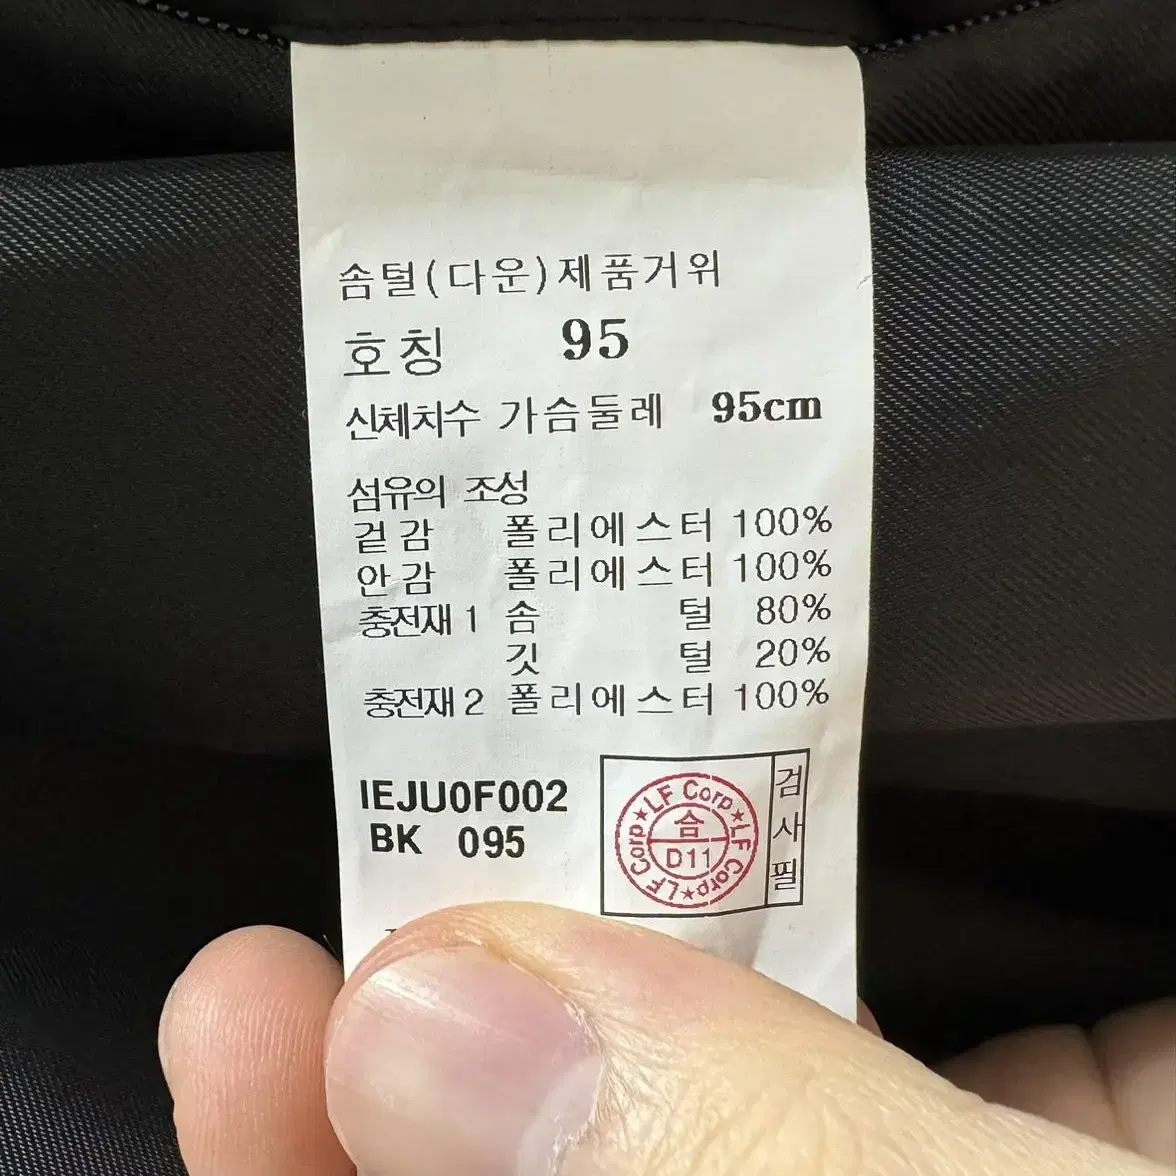 솜털(다운)제품거위
호칭 95
신체치수 가슴둘레 95cm
섬유의 조성
겉감 폴리에스터 100%
안감 폴리에스터 100%
충전재 1 솜 털 80%
깃 털 20%
충전재 2 폴리에스터 100%
IEJU0F002
BK 095
LF Corp★LF Corp★LF Corp★
合
D11
검사필